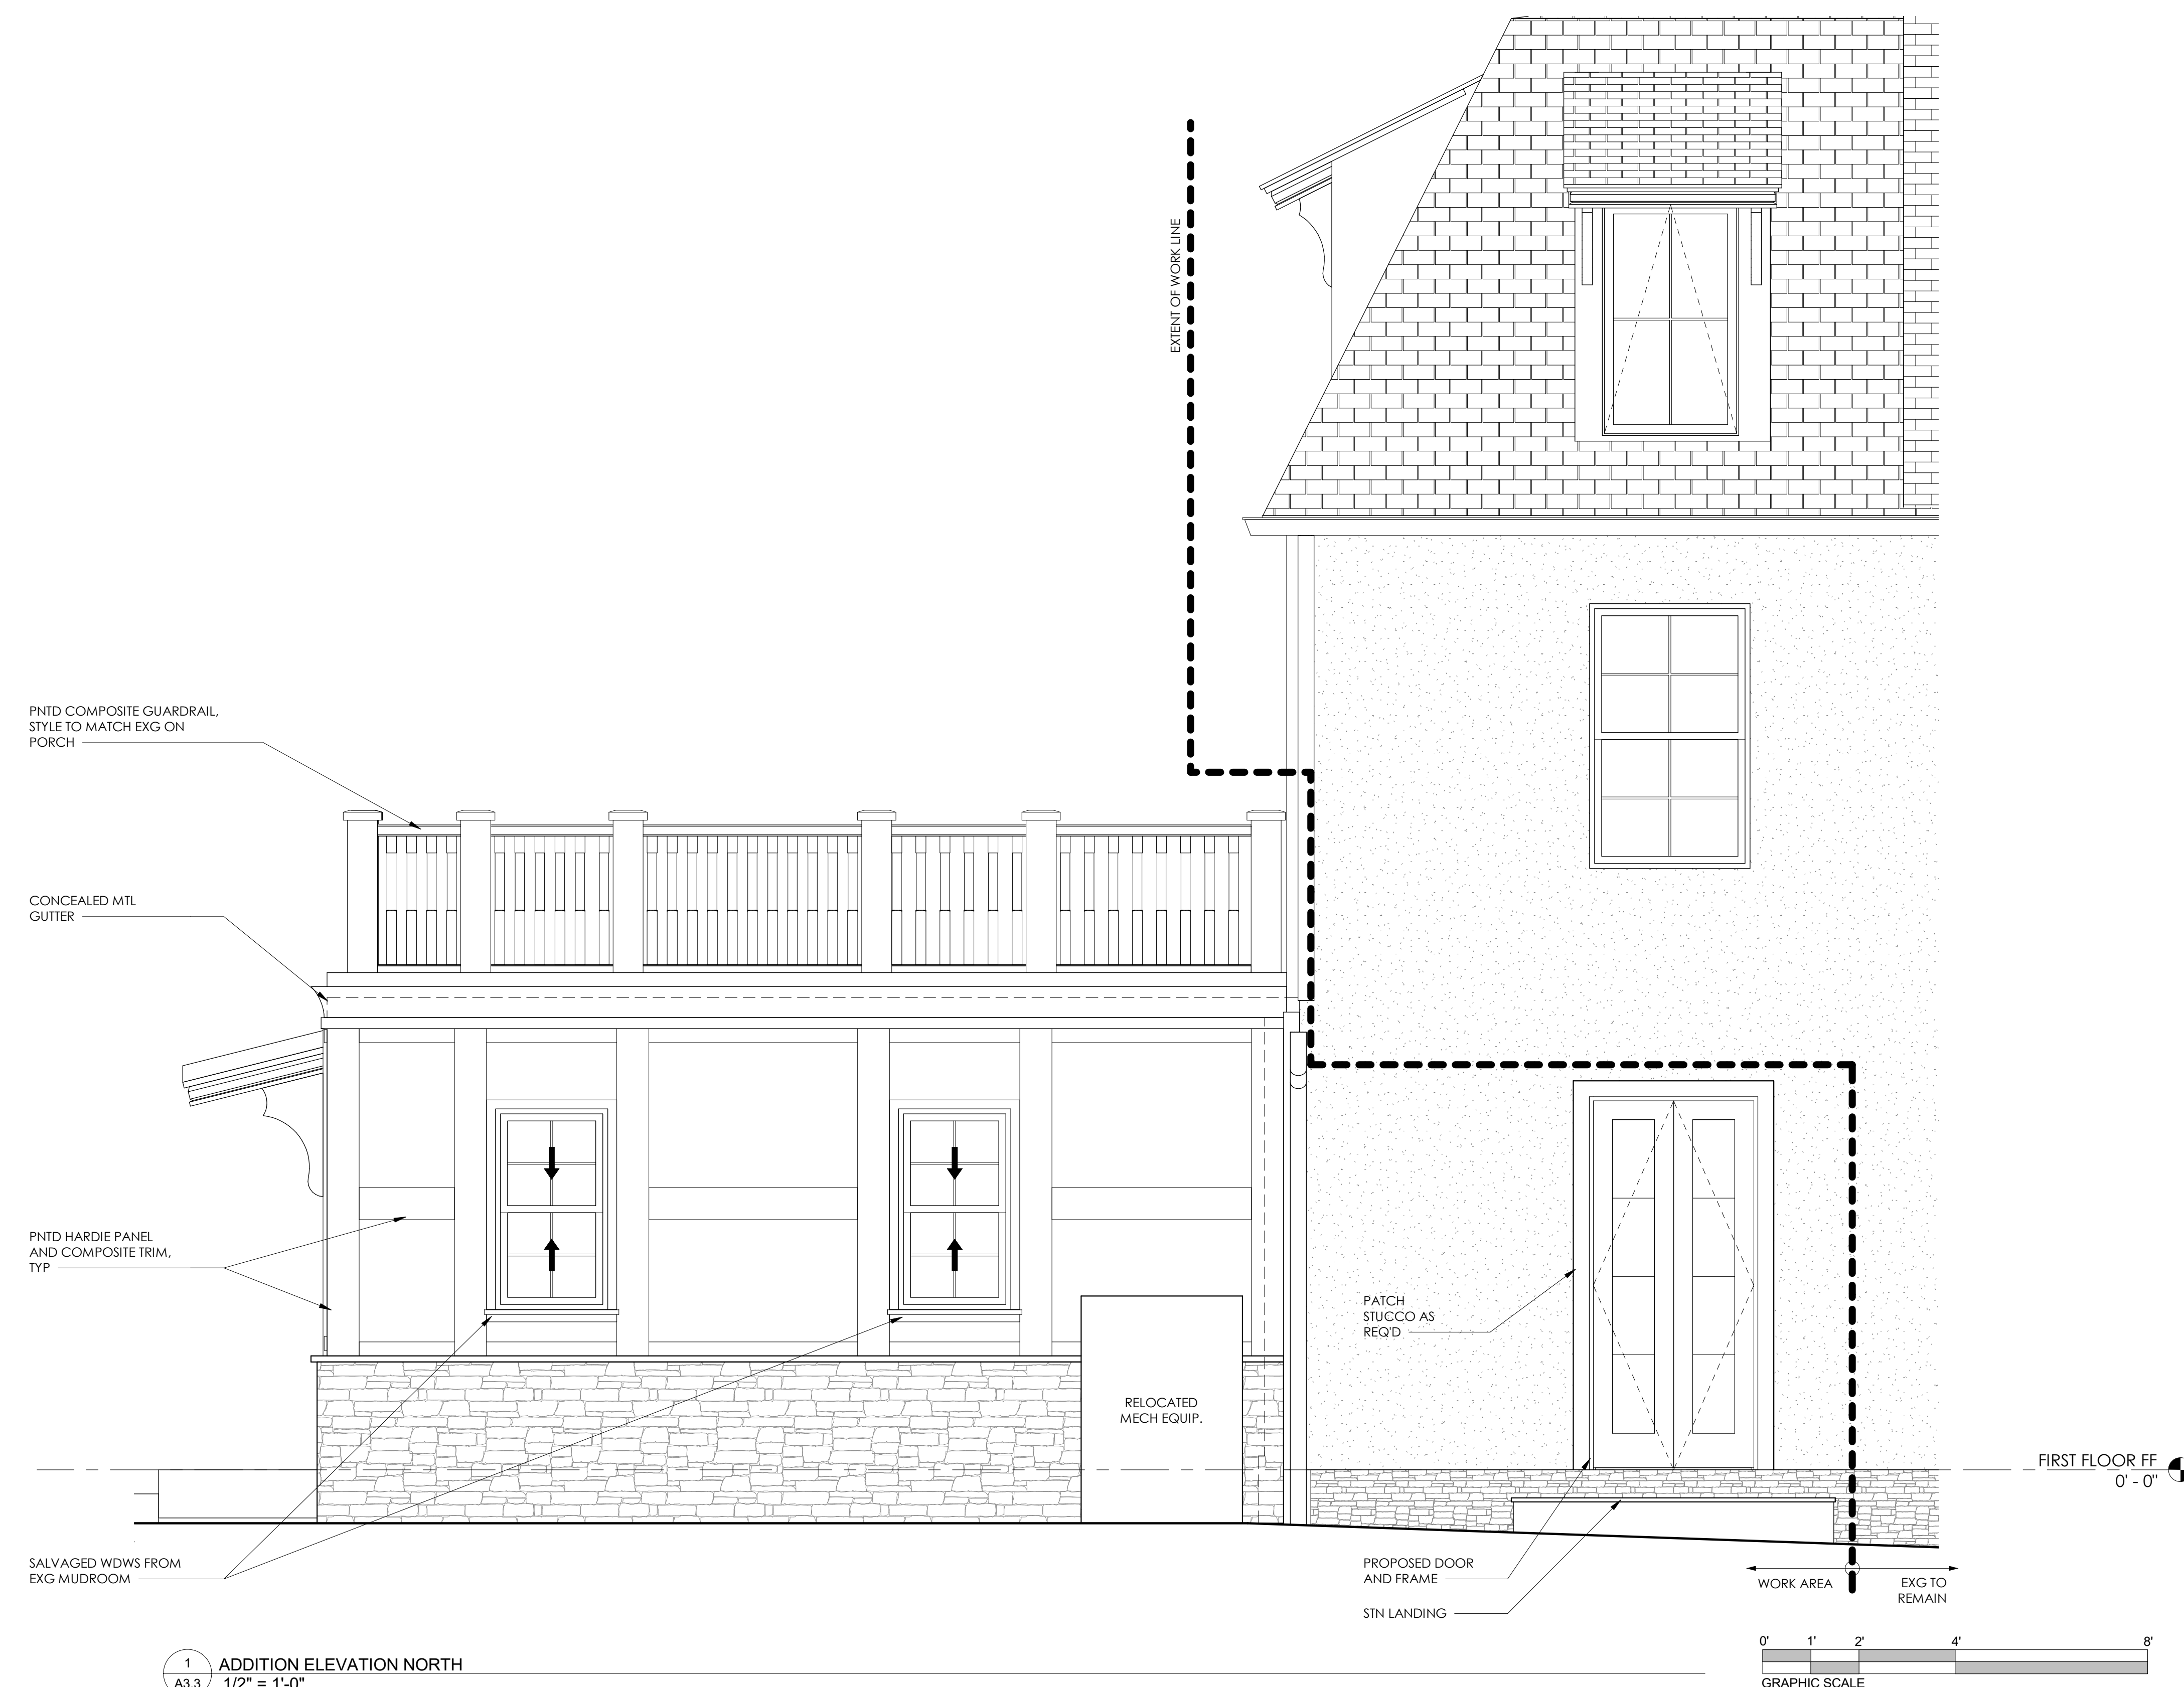 EXTENT OF WORK LINE
PNTD COMPOSITE GUARDRAIL,
STYLE TO MATCH EXG ON
PORCH
CONCEALED MTL
GUTTER
PNTD HARDIE PANEL
AND COMPOSITE TRIM,
TYP
PATCH
STUCCO AS
REQ'D
RELOCATED
MECH EQUIP.
FIRST FLOOR FF
0' - 0"
SALVAGED WDWS FROM
EXG MUDROOM
PROPOSED DOOR
AND FRAME
STN LANDING
WORK AREA
EXG TO
REMAIN
1
A3.3
ADDITION ELEVATION NORTH
1/2" = 1'-0"
0' 1' 2' 4' 8'
GRAPHIC SCALE